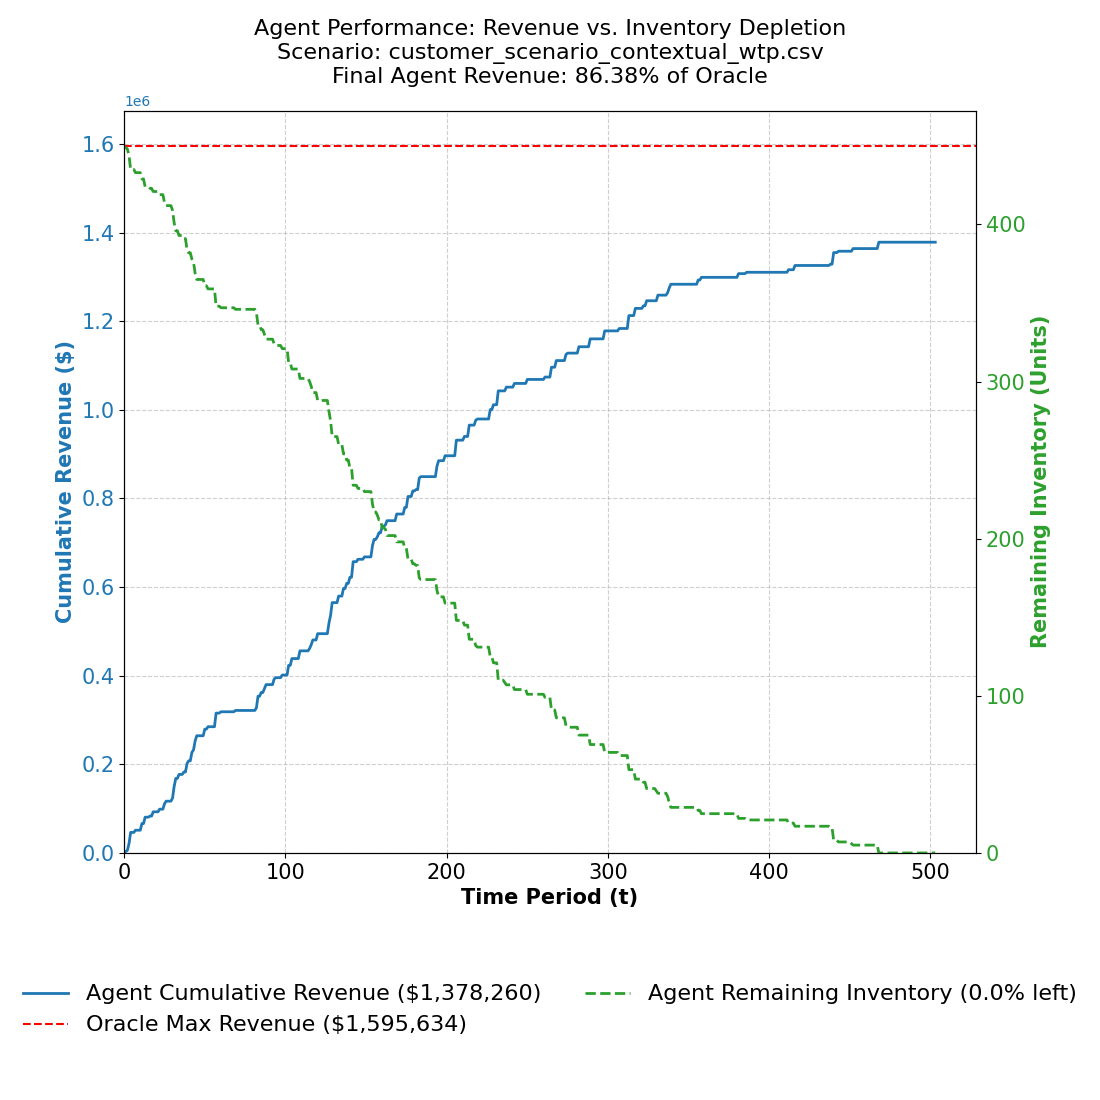 Agent Performance: Revenue vs. Inventory Depletion
Scenario: customer_scenario_contextual_wtp.csv
Final Agent Revenue: 86.38% of Oracle
1e6
1.6
1.4
1.2
1.0
0.8
0.6
0.4
0.2
0.0
Cumulative Revenue ($)
400
300
200
100
0
Remaining Inventory (Units)
0 100 200 300 400 500
Time Period (t)
Agent Cumulative Revenue ($1,378,260)
Oracle Max Revenue ($1,595,634)
Agent Remaining Inventory (0.0% left)